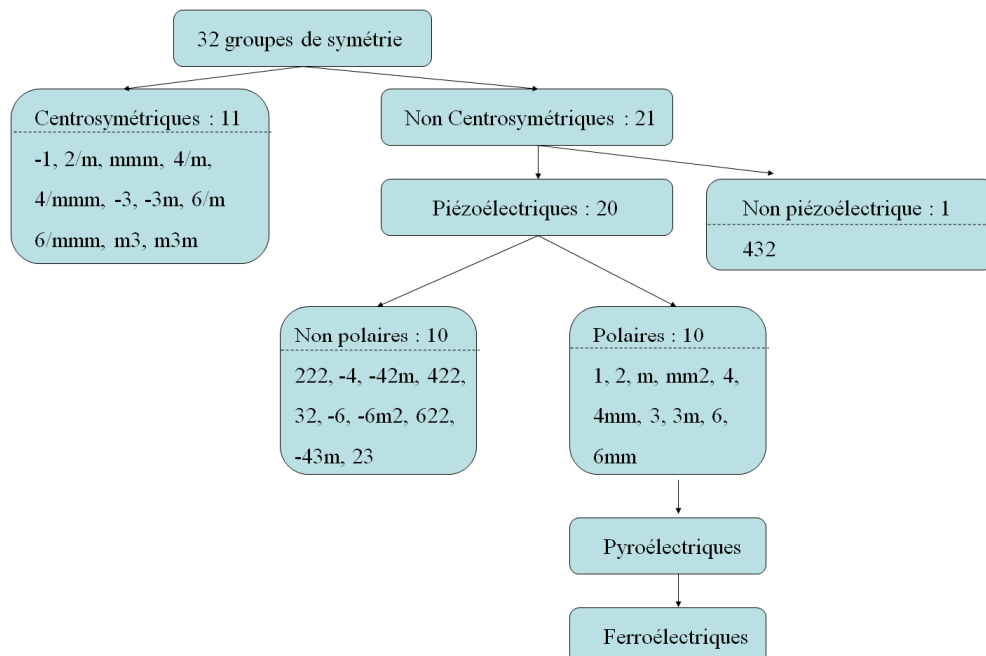 32 groupes de symétrie
Centrosymétriques : 11
-1, 2/m, mmm, 4/m,
4/mmm, -3, -3m, 6/m
6/mmm, m3, m3m
Non Centrosymétriques : 21
Piézoélectriques : 20
Non piézoélectrique : 1
432
Non polaires : 10
222, -4, -42m, 422,
32, -6, -6m2, 622,
-43m, 23
Polaires : 10
1, 2, m, mm2, 4,
4mm, 3, 3m, 6,
6mm
Pyroélectriques
Ferroélectriques